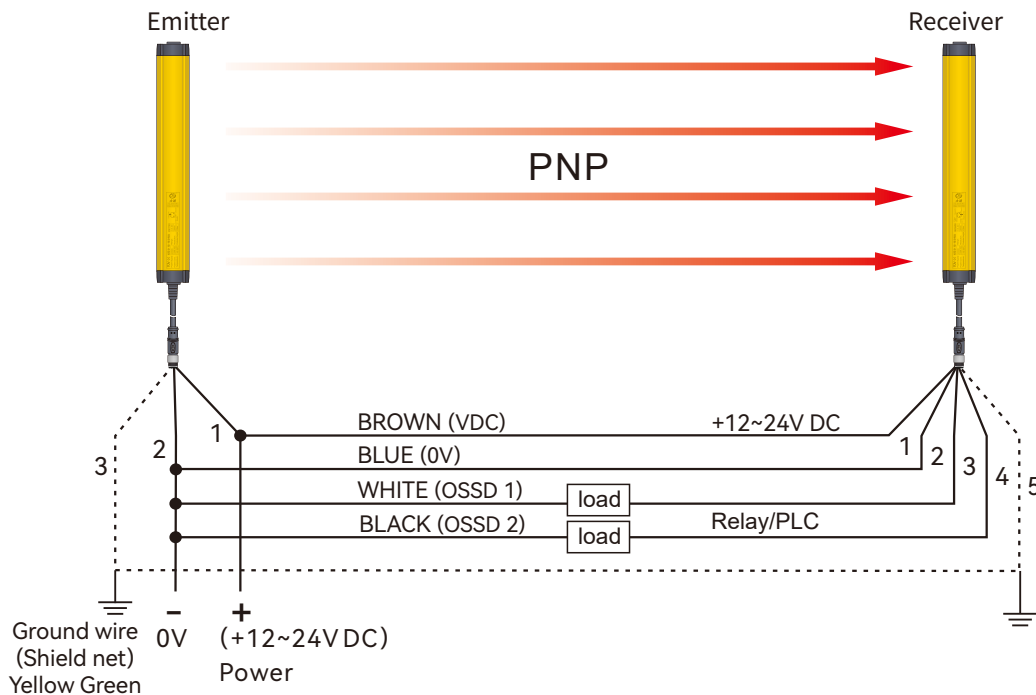 Emitter
Receiver
PNP
BROWN (VDC)
+12~24V DC
1
BLUE (0V)
2
3
1
2
3
4
5
WHITE (OSSD 1)
load
BLACK (OSSD 2)
load
Relay/PLC
Ground wire
(Shield net)
Yellow Green
-
0V
+
(+12~24V DC)
Power